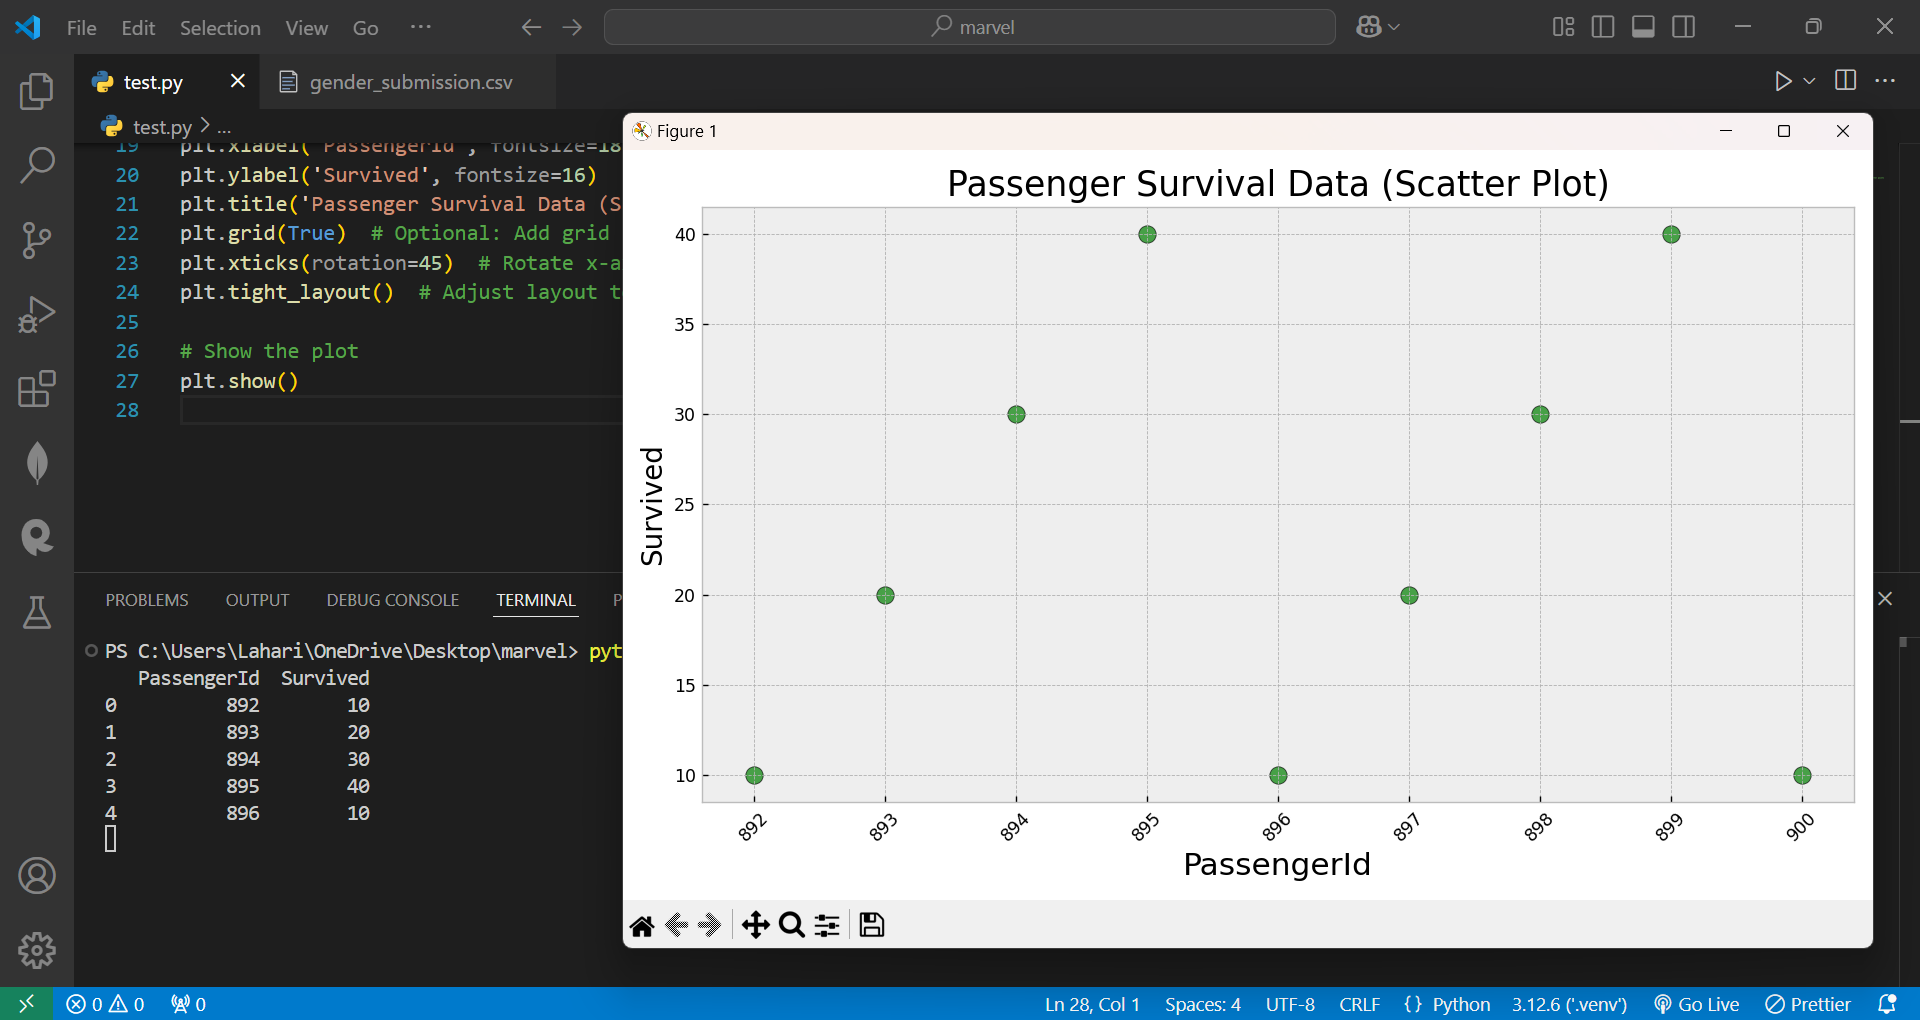 File Edit Selection View Go ···
marvel
test.py
gender_submission.csv
test.py > ...
19 plt.xlabel('PassengerId', fontsize=18
20 plt.ylabel('Survived', fontsize=16)
21 plt.title('Passenger Survival Data (S
22 plt.grid(True)  # Optional: Add grid
23 plt.xticks(rotation=45)  # Rotate x-a
24 plt.tight_layout()  # Adjust layout t
25
26 # Show the plot
27 plt.show()
28
PROBLEMS OUTPUT DEBUG CONSOLE TERMINAL P
PS C:\Users\Lahari\OneDrive\Desktop\marvel> pyt
PassengerId Survived
0 892 10
1 893 20
2 894 30
3 895 40
4 896 10
Figure 1
Passenger Survival Data (Scatter Plot)
40
35
30
25
20
15
10
Survived
892 893 894 895 896 897 898 899 900
PassengerId
0 0 0
Ln 28, Col 1 Spaces: 4 UTF-8 CRLF {} Python 3.12.6 ('.venv') Go Live Prettier